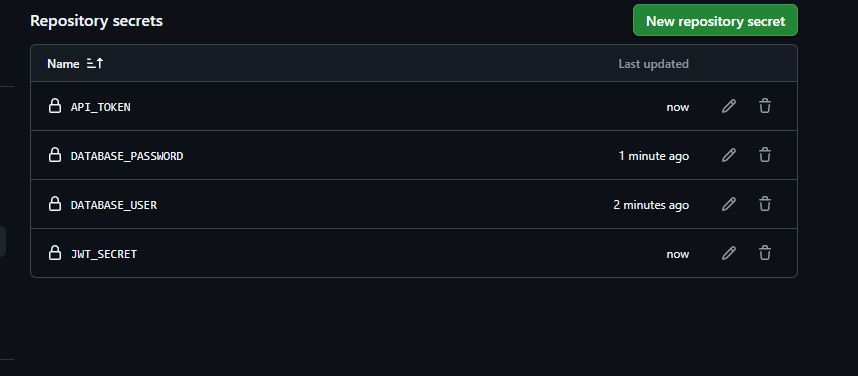 Repository secrets
New repository secret
Name Last updated
API_TOKEN now
DATABASE_PASSWORD 1 minute ago
DATABASE_USER 2 minutes ago
JWT_SECRET now